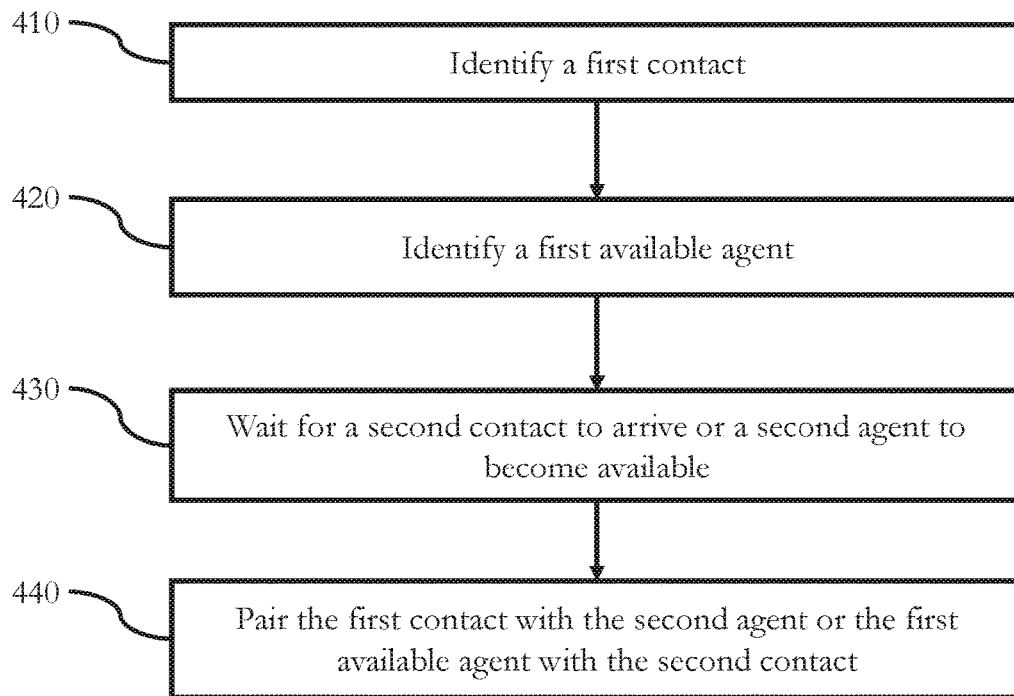 410
Identify a first contact
420
Identify a first available agent
430
Wait for a second contact to arrive or a second agent to
become available
440
Pair the first contact with the second agent or the first
available agent with the second contact